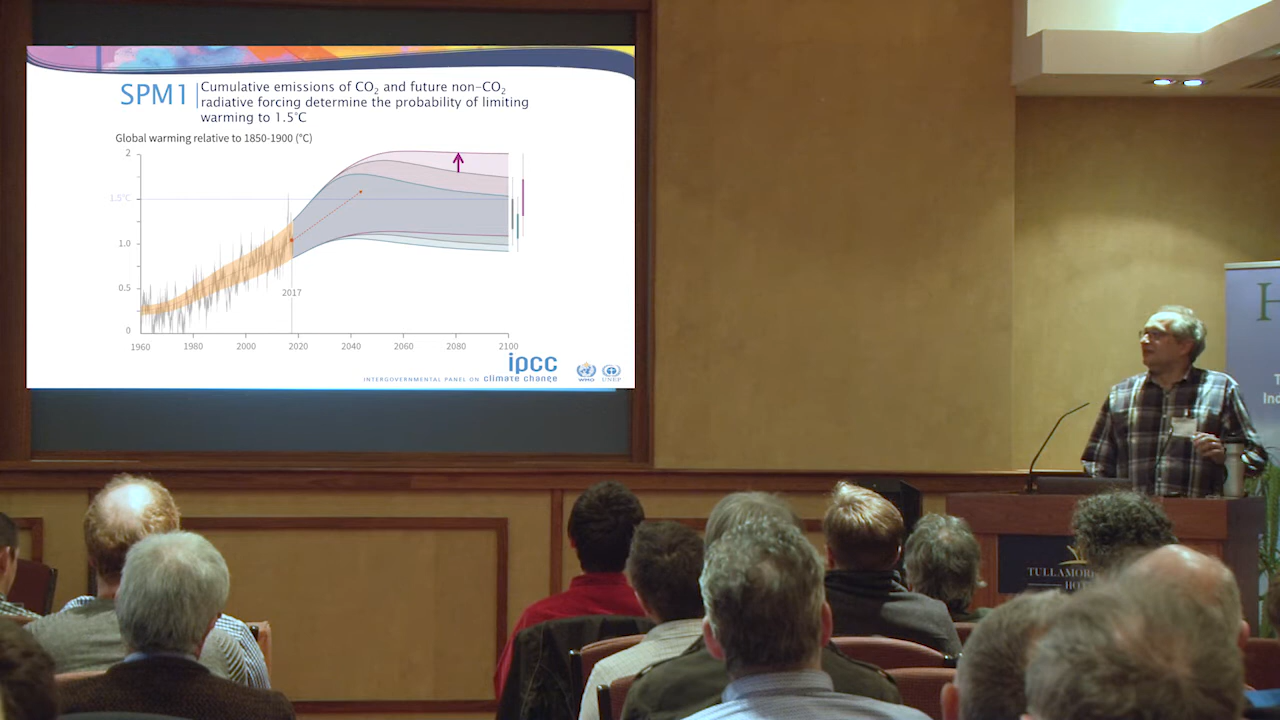 SPM1
Cumulative emissions of CO₂ and future non-CO₂
radiative forcing determine the probability of limiting
warming to 1.5°C
Global warming relative to 1850-1900 (°C)
2
1.5°C
1.0
0.5
0
2017
1960 1980 2000 2020 2040 2060 2080 2100
ipcc
INTERGOVERNMENTAL PANEL ON climate change
WMO UNEP
H
T
TULLAMOR
HOT